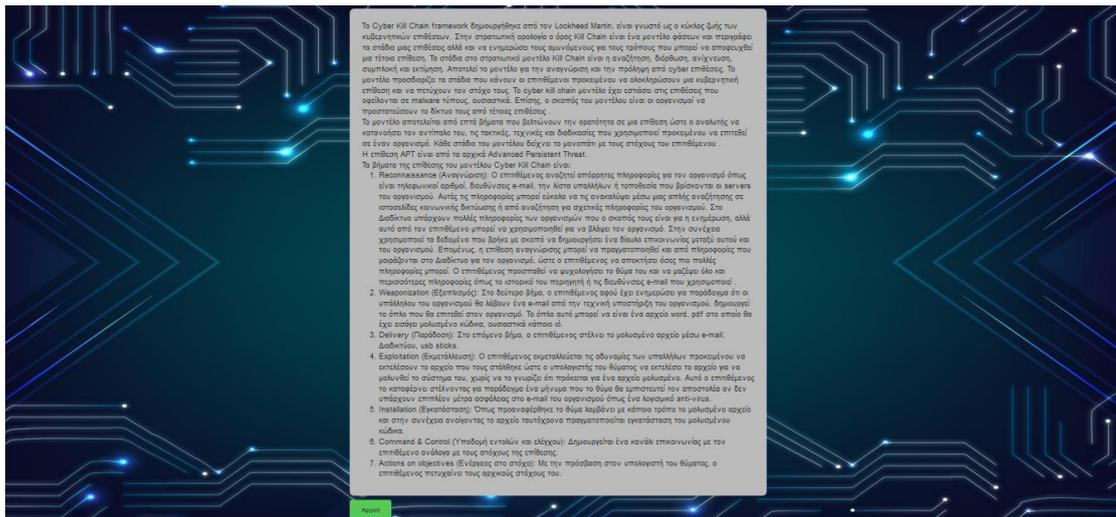 Το Cyber Kill Chain framework δημιουργήθηκε από τον Lockheed Martin, είναι γνωστό ως ο κύκλος ζωής των
κυβερνητικών επιθέσεων. Στην στρατιωτική ορολογία ο όρος Kill Chain είναι ένα μοντέλο φάσεων και περιγράφει
τα στάδια μιας επιθέσεις αλλά και να ενημερώσει τους αμυνόμενους για τους τρόπους που μπορεί να αποφευχθεί
μια τέτοια επίθεση. Τα στάδια στο στρατιωτικό μοντέλο Kill Chain είναι η αναζήτηση, διόρθωση, ανίχνευση,
συμπλοκή και εκτίμηση. Αποτελεί το μοντέλο για την αναγνώριση και την πρόληψη από cyber επιθέσεις. Το
μοντέλο προσδιορίζει τα στάδια που κάνουν οι επιτιθέμενοι προκειμένου να ολοκληρώσουν μια κυβερνητική
επίθεση και να πετύχουν τον στόχο τους. Το cyber kill chain μοντέλο έχει εστιάσει στις επιθέσεις που
οφείλονται σε malware τύπους, ουσιαστικά. Επίσης, ο σκοπός του μοντέλου είναι οι οργανισμοί να
προστατεύσουν το δίκτυο τους από τέτοιες επιθέσεις .
Το μοντέλο αποτελείται από επτά βήματα που βελτιώνουν την ορατότητα σε μια επίθεση ώστε ο αναλυτής να
κατανοήσει τον αντίπαλο του, τις τακτικές, τεχνικές και διαδικασίες που χρησιμοποιεί προκειμένου να επιτεθεί
σε έναν οργανισμό. Κάθε στάδιο του μοντέλου δείχνει το μονοπάτι με τους στόχους του επιτιθέμενου .
Η επίθεση APT είναι από τα αρχικά Advanced Persistent Threat.
Τα βήματα της επίθεσης του μοντέλου Cyber Kill Chain είναι:
1. Reconnaissance (Αναγνώριση): Ο επιτιθέμενος αναζητεί απόρρητες πληροφορίες για τον οργανισμό όπως
είναι τηλεφωνικοί αριθμοί, διευθύνσεις e-mail, την λίστα υπαλλήλων ή τοποθεσία που βρίσκονται οι servers
του οργανισμού. Αυτές τις πληροφορίες μπορεί εύκολα να τις ανακαλύψει μέσω μιας απλής αναζήτησης σε
ιστοσελίδες κοινωνικής δικτύωσης ή από αναζήτηση για σχετικές πληροφορίες του οργανισμού. Στο
Διαδίκτυο υπάρχουν πολλές πληροφορίες των οργανισμών που ο σκοπός τους είναι για η ενημέρωση, αλλά
αυτό από τον επιτιθέμενο μπορεί να χρησιμοποιηθεί για να βλάψει τον οργανισμό. Στην συνέχεια
χρησιμοποιεί τα δεδομένα που βρήκε με σκοπό να δημιουργήσει ένα δίαυλο επικοινωνίας μεταξύ αυτού και
του οργανισμού. Επομένως, η επίθεση αναγνώρισης μπορεί να πραγματοποιηθεί και από πληροφορίες που
μοιράζονται στο Διαδίκτυο για τον οργανισμό, ώστε ο επιτιθέμενος να αποκτήσει όσες πιο πολλές
πληροφορίες μπορεί. Ο επιτιθέμενος προσπαθεί να ψυχολογήσει το θύμα του και να μαζέψει όλο και
περισσότερες πληροφορίες όπως το ιστορικό του περιηγητή ή τις διευθύνσεις e-mail που χρησιμοποιεί .
2. Weaponization (Εξοπλισμός): Στο δεύτερο βήμα, ο επιτιθέμενος αφού έχει ενημερώσει για παράδειγμα ότι οι
υπάλληλου του οργανισμού θα λάβουν ένα e-mail από την τεχνική υποστήριξη του οργανισμού, δημιουργεί
το όπλο που θα επιτεθεί στον οργανισμό. Το όπλο αυτό μπορεί να είναι ένα αρχείο word, pdf στο οποίο θα
έχει εισάγει μολυσμένο κώδικα, ουσιαστικά κάποιο ιό.
3. Delivery (Παράδοση): Στο επόμενο βήμα, ο επιτιθέμενος στέλνει το μολυσμένο αρχείο μέσω e-mail,
Διαδικτύου, usb sticks.
4. Exploitation (Εκμετάλλευση): Ο επιτιθέμενος εκμεταλλεύεται τις αδυναμίες των υπαλλήλων προκειμένου να
εκτελέσουν το αρχείο που τους στάλθηκε ώστε ο υπολογιστής του θύματος να εκτελέσει το αρχείο για να
μολυνθεί το σύστημα του, χωρίς να το γνωρίζει ότι πρόκειται για ένα αρχείο μολυσμένο. Αυτό ο επιτιθέμενος
το καταφέρνει στέλνοντας για παράδειγμα ένα μήνυμα που το θύμα θα εμπιστευτεί τον αποστολέα αν δεν
υπάρχουν επιπλέον μέτρα ασφάλειας στο e-mail του οργανισμού όπως ένα λογισμικό anti-virus.
5. Installation (Εγκατάσταση): Όπως προαναφέρθηκε το θύμα λαμβάνει με κάποιο τρόπο το μολυσμένο αρχείο
και στην συνέχεια ανοίγοντας το αρχείο ταυτόχρονα πραγματοποιείται εγκατάσταση του μολυσμένου
κώδικα.
6. Command & Control (Υποδομή εντολών και ελέγχου): Δημιουργείται ένα κανάλι επικοινωνίας με τον
επιτιθέμενο ανάλογα με τους στόχους της επίθεσης.
7. Actions on objectives (Ενέργειες στο στόχο): Με την πρόσβαση στον υπολογιστή του θύματος, ο
επιτιθέμενος πετυχαίνει τους αρχικούς στόχους του.
Αρχική